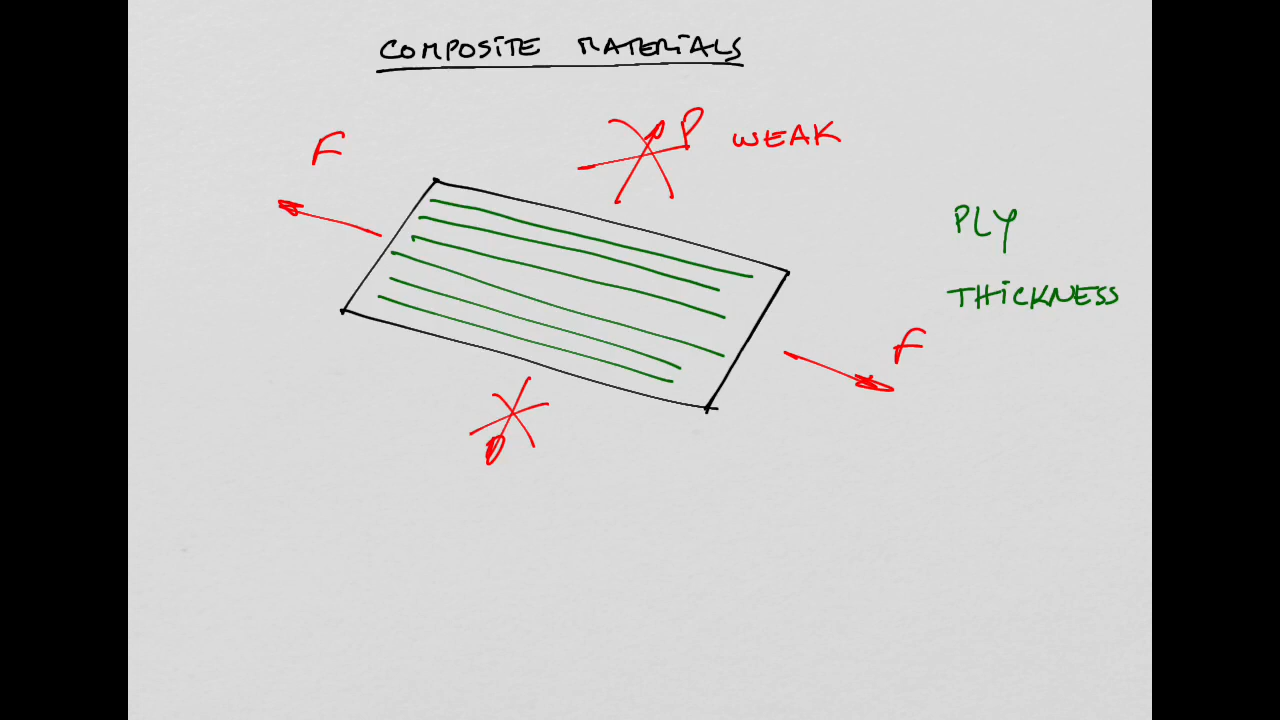 COMPOSITE MATERIALS
F
P WEAK
PLY
THICKNESS
F